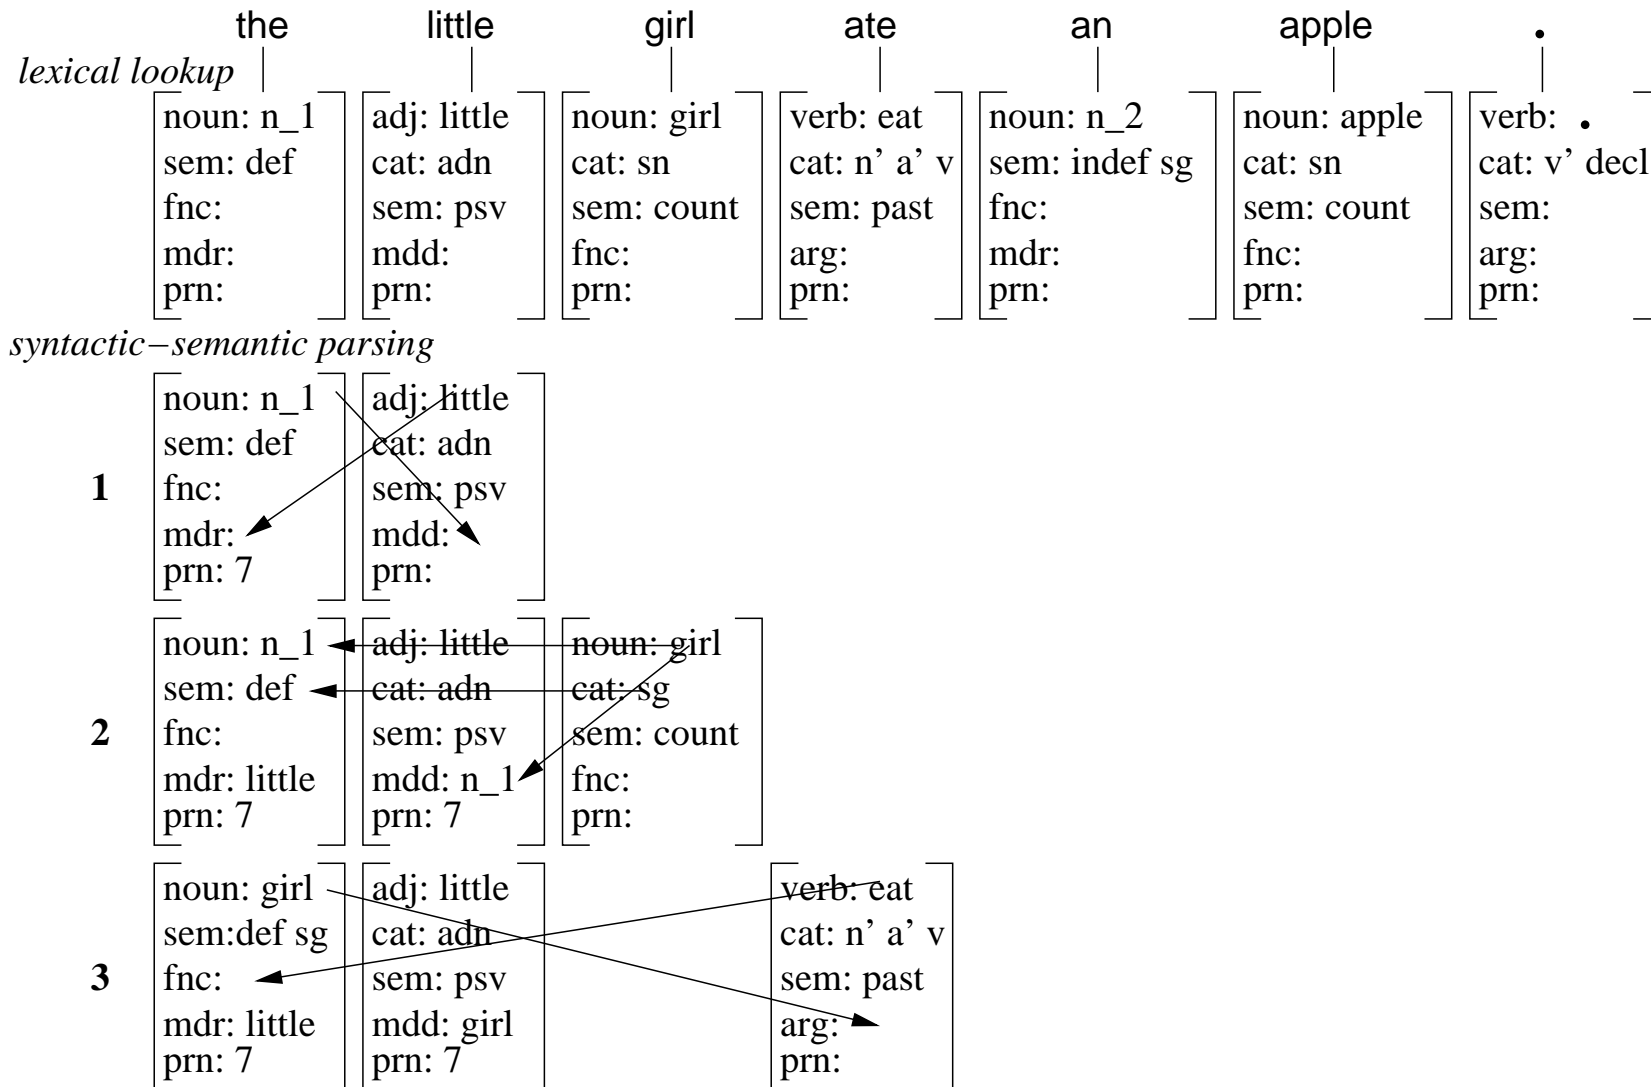 the little girl ate an apple .
lexical lookup
noun: n_1 adj: little noun: girl verb: eat noun: n_2 noun: apple verb: .
sem: def cat: adn cat: sn cat: n’ a’ v sem: indef sg cat: sn cat: v’ decl
fnc: sem: psv sem: count sem: past fnc: sem: count sem:
mdr: mdd: fnc: arg: mdr: fnc: arg:
prn: prn: prn: prn: prn: prn: prn:
syntactic−semantic parsing
noun: n_1 adj: little
sem: def cat: adn
1 fnc: sem: psv
mdr: mdd:
prn: 7 prn:
noun: n_1 adj: little noun: girl
sem: def cat: adn cat: sg
2 fnc: sem: psv sem: count
mdr: little mdd: n_1 fnc:
prn: 7 prn: 7 prn:
noun: girl adj: little verb: eat
sem:def sg cat: adn cat: n’ a’ v
3 fnc: sem: psv sem: past
mdr: little mdd: girl arg:
prn: 7 prn: 7 prn: